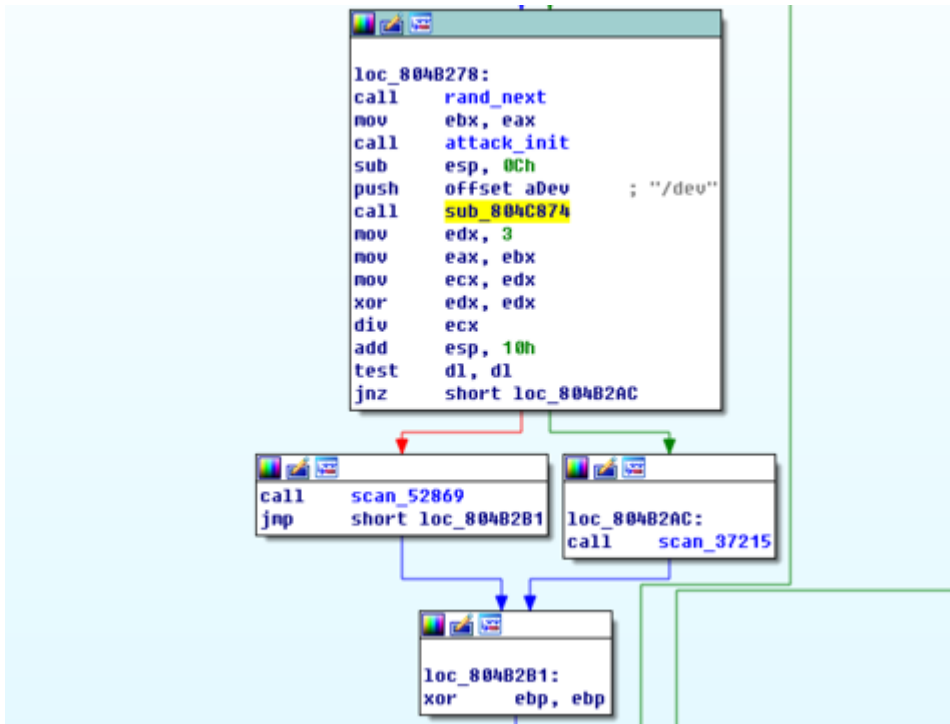 loc_804B278:
call rand_next
mov ebx, eax
call attack_init
sub esp, 0Ch
push offset aDev ; "/dev"
call sub_804C874
mov edx, 3
mov eax, ebx
mov ecx, edx
xor edx, edx
div ecx
add esp, 10h
test dl, dl
jnz short loc_804B2AC
call scan_52869
jmp short loc_804B2B1
loc_804B2AC:
call scan_37215
loc_804B2B1:
xor ebp, ebp